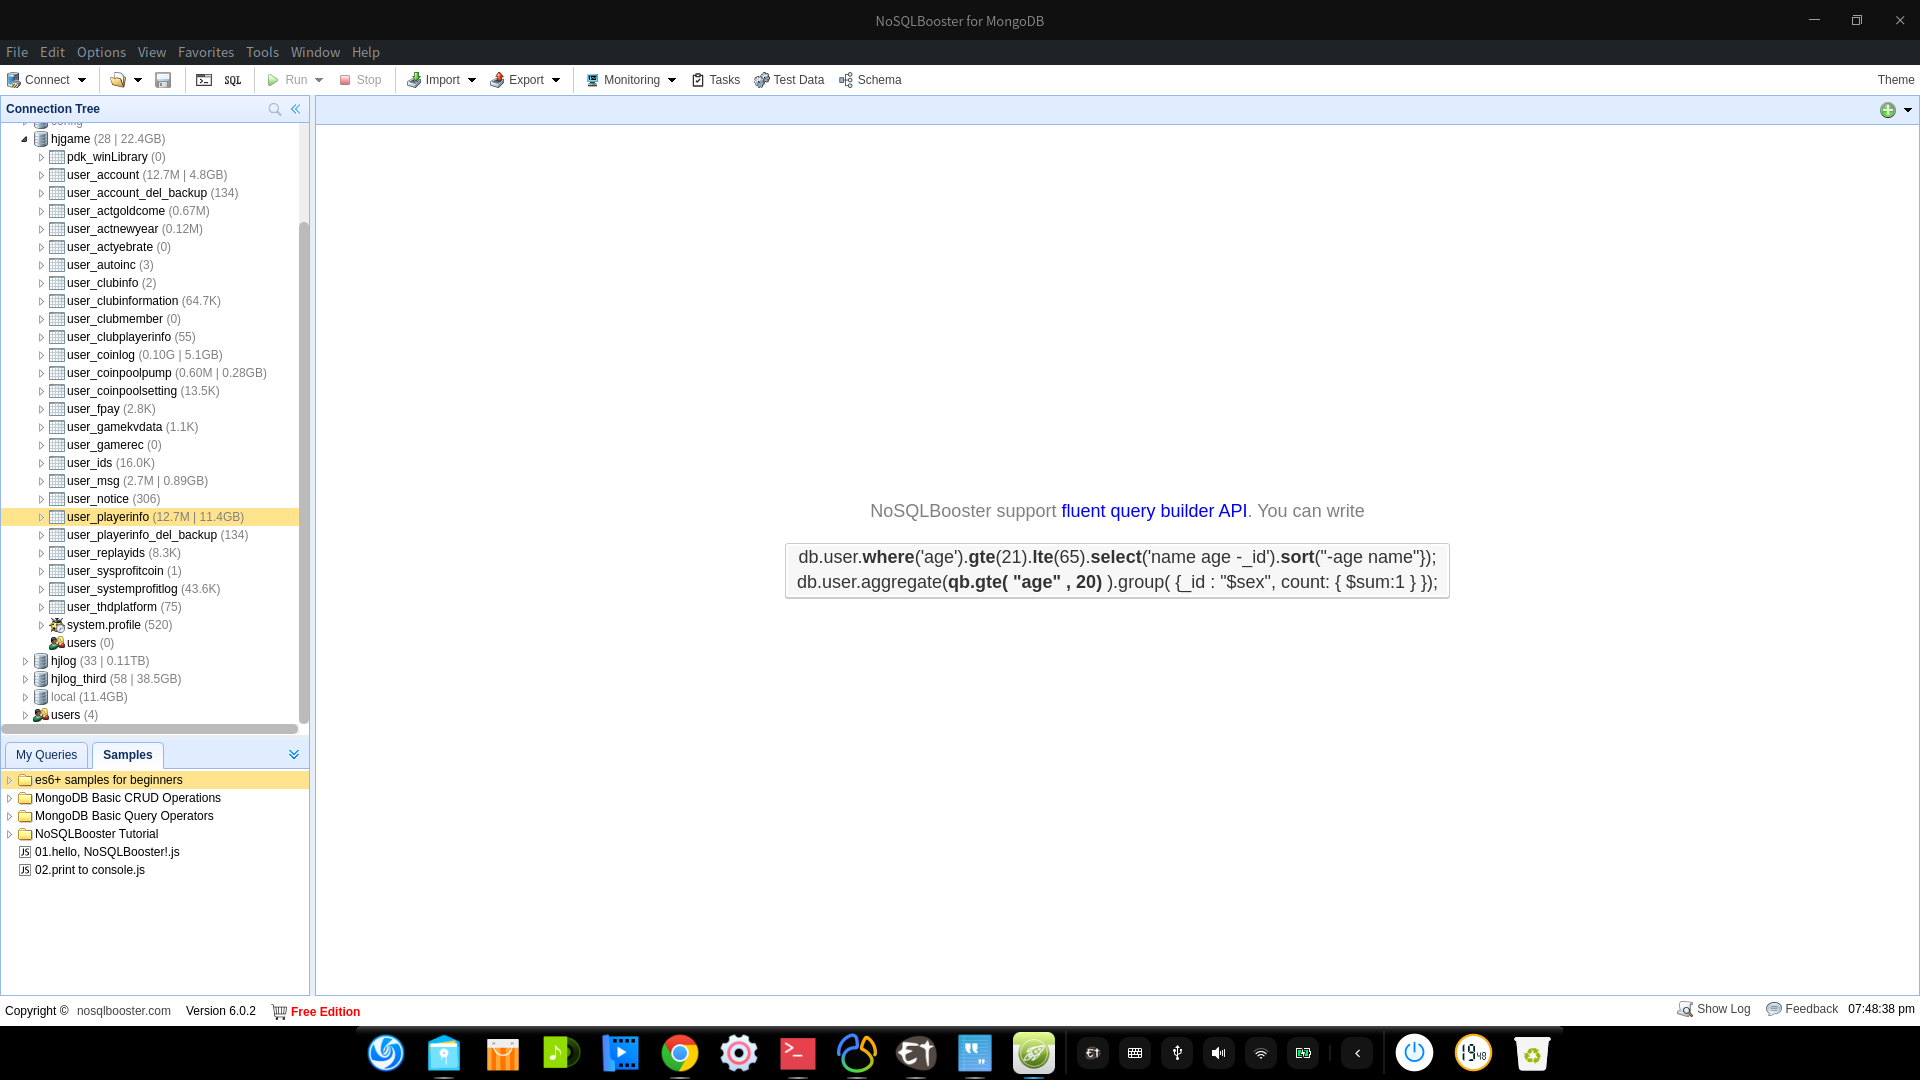 NoSQLBooster for MongoDB
File Edit Options View Favorites Tools Window Help
Connect SQL Run Stop Import Export Monitoring Tasks Test Data Schema Theme
Connection Tree
config
hjgame (28 | 22.4GB)
pdk_winLibrary (0)
user_account (12.7M | 4.8GB)
user_account_del_backup (134)
user_actgoldcome (0.67M)
user_actnewyear (0.12M)
user_actyebrate (0)
user_autoinc (3)
user_clubinfo (2)
user_clubinformation (64.7K)
user_clubmember (0)
user_clubplayerinfo (55)
user_coinlog (0.10G | 5.1GB)
user_coinpoolpump (0.60M | 0.28GB)
user_coinpoolsetting (13.5K)
user_fpay (2.8K)
user_gamekvdata (1.1K)
user_gamerec (0)
user_ids (16.0K)
user_msg (2.7M | 0.89GB)
user_notice (306)
user_playerinfo (12.7M | 11.4GB)
user_playerinfo_del_backup (134)
user_replayids (8.3K)
user_sysprofitcoin (1)
user_systemprofitlog (43.6K)
user_thdplatform (75)
system.profile (520)
users (0)
hjlog (33 | 0.11TB)
hjlog_third (58 | 38.5GB)
local (11.4GB)
users (4)
My Queries Samples
es6+ samples for beginners
MongoDB Basic CRUD Operations
MongoDB Basic Query Operators
NoSQLBooster Tutorial
JS 01.hello, NoSQLBooster!.js
JS 02.print to console.js
NoSQLBooster support fluent query builder API. You can write
db.user.where('age').gte(21).lte(65).select('name age -_id').sort("-age name"});
db.user.aggregate(qb.gte( "age" , 20) ).group( {_id : "$sex", count: { $sum:1 } });
Copyright © nosqlbooster.com Version 6.0.2 Free Edition
Show Log Feedback 07:48:38 pm
19 48